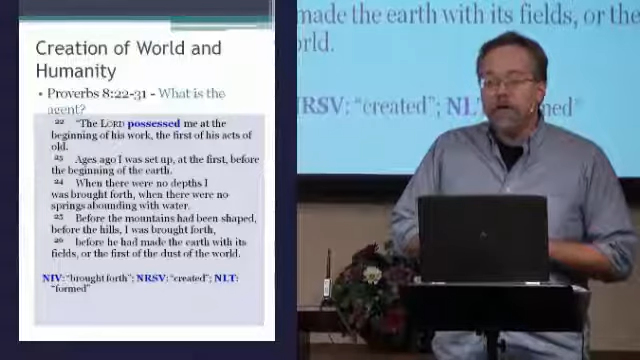 Creation of World and
Humanity
• Proverbs 8:22-31 - What is the
agent?
22 "The LORD possessed me at the
beginning of his work, the first of his acts of
old.
23 Ages ago I was set up, at the first, before
the beginning of the earth.
24 When there were no depths I
was brought forth, when there were no
springs abounding with water.
25 Before the mountains had been shaped,
before the hills, I was brought forth,
26 before he had made the earth with its
fields, or the first of the dust of the world.
NIV: "brought forth"; NRSV: "created"; NLT:
"formed"
made the earth with its fields, or the
RSV: "created"; NL